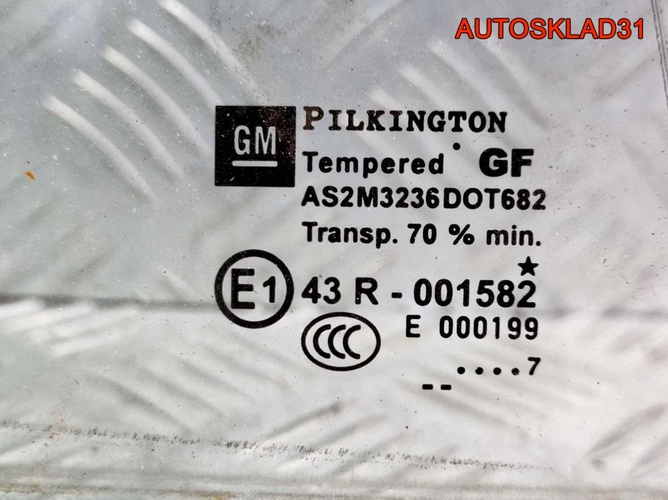 AUTOSKLAD31
GM
PILKINGTON
Tempered GF
AS2M3236DOT682
Transp. 70 % min.
E1 43 R - 001582
E 000199
CCC
-- ....7